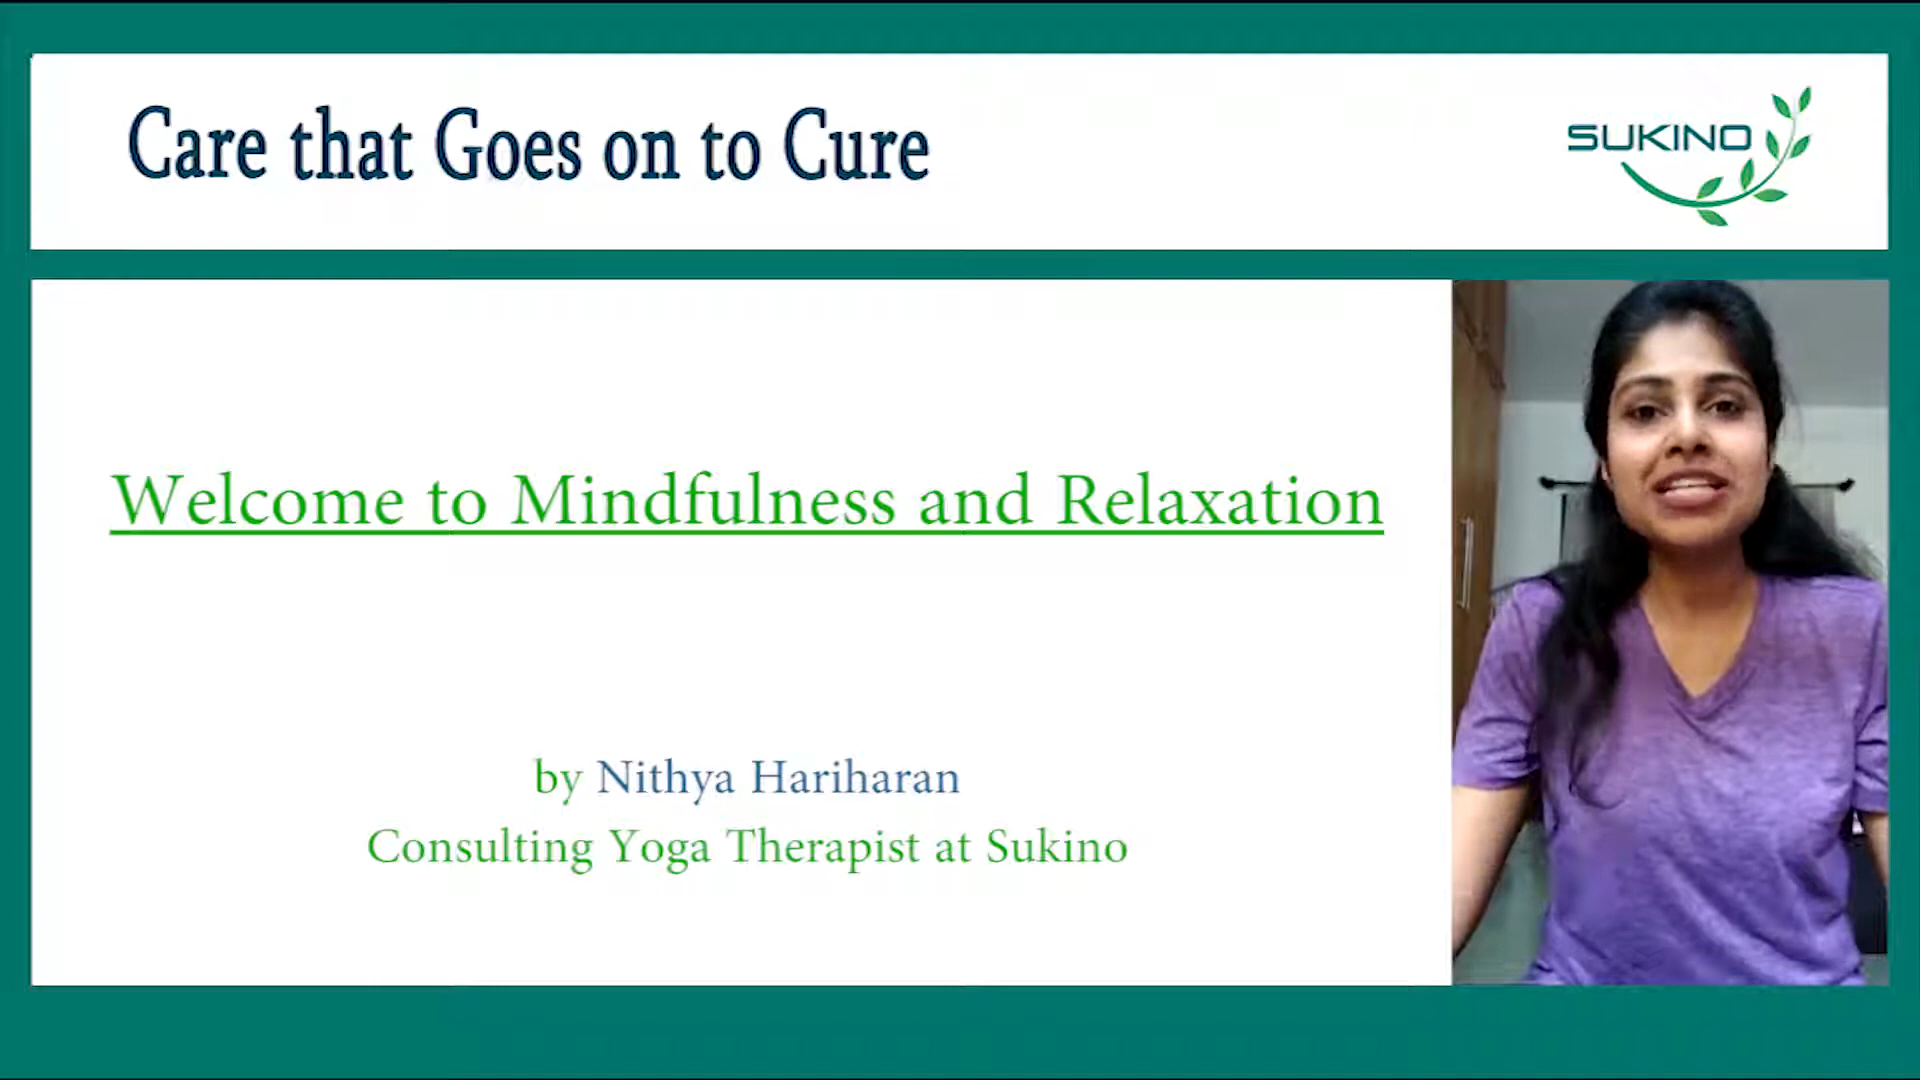 Care that Goes on to Cure
SUKINO
Welcome to Mindfulness and Relaxation
by Nithya Hariharan
Consulting Yoga Therapist at Sukino